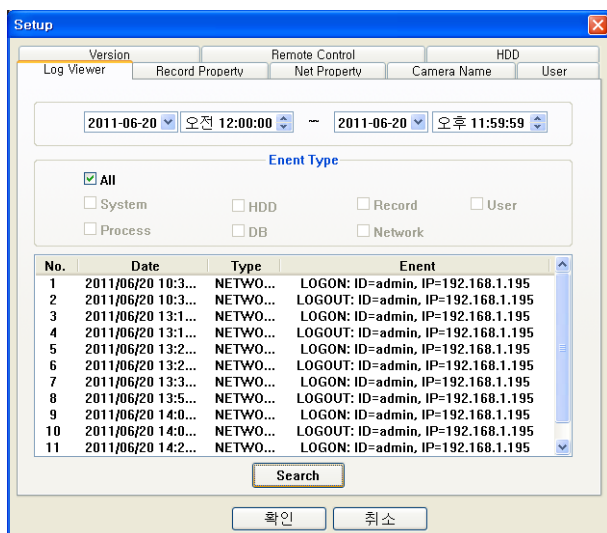 Setup
Version Remote Control HDD
Log Viewer Record Property Net Property Camera Name User
2011-06-20 오전 12:00:00 ~ 2011-06-20 오후 11:59:59
Enent Type
All
System HDD Record User
Process DB Network
No. Date Type Enent
1 2011/06/20 10:3... NETWO... LOGON: ID=admin, IP=192.168.1.195
2 2011/06/20 10:3... NETWO... LOGOUT: ID=admin, IP=192.168.1.195
3 2011/06/20 13:1... NETWO... LOGON: ID=admin, IP=192.168.1.195
4 2011/06/20 13:1... NETWO... LOGOUT: ID=admin, IP=192.168.1.195
5 2011/06/20 13:2... NETWO... LOGON: ID=admin, IP=192.168.1.195
6 2011/06/20 13:2... NETWO... LOGOUT: ID=admin, IP=192.168.1.195
7 2011/06/20 13:3... NETWO... LOGON: ID=admin, IP=192.168.1.195
8 2011/06/20 13:5... NETWO... LOGOUT: ID=admin, IP=192.168.1.195
9 2011/06/20 14:0... NETWO... LOGON: ID=admin, IP=192.168.1.195
10 2011/06/20 14:0... NETWO... LOGOUT: ID=admin, IP=192.168.1.195
11 2011/06/20 14:2... NETWO... LOGON: ID=admin, IP=192.168.1.195
Search
확인 취소